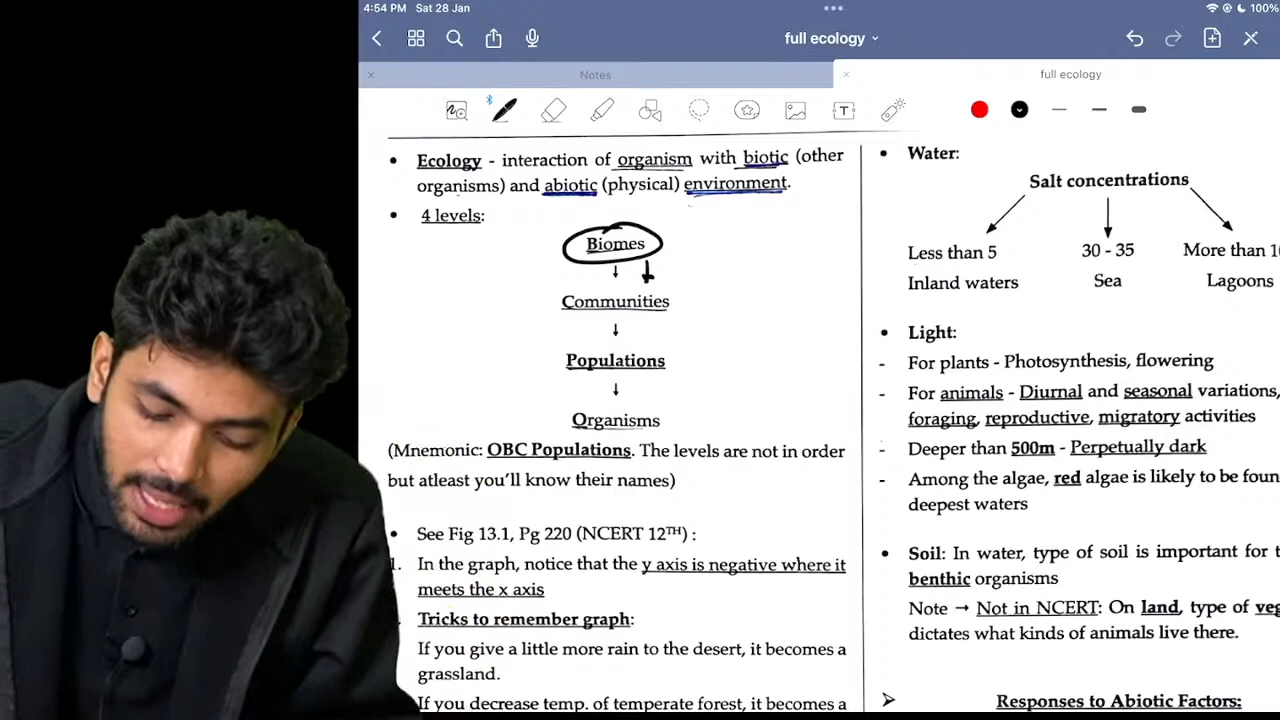 4:54 PM Sat 28 Jan
100%
full ecology
Notes
full ecology
Ecology - interaction of organism with biotic (other
organisms) and abiotic (physical) environment.
4 levels:
Biomes
↓
Communities
↓
Populations
↓
Organisms
(Mnemonic: OBC Populations. The levels are not in order
but atleast you'll know their names)
See Fig 13.1, Pg 220 (NCERT 12TH) :
In the graph, notice that the y axis is negative where it
meets the x axis
Tricks to remember graph:
If you give a little more rain to the desert, it becomes a
grassland.
If you decrease temp. of temperate forest, it becomes a
Water:
Salt concentrations
Less than 5 30 - 35 More than
Inland waters Sea Lagoons
Light:
- For plants - Photosynthesis, flowering
- For animals - Diurnal and seasonal variations,
foraging, reproductive, migratory activities
- Deeper than 500m - Perpetually dark
- Among the algae, red algae is likely to be foun
deepest waters
Soil: In water, type of soil is important for
benthic organisms
Note → Not in NCERT: On land, type of
dictates what kinds of animals live there.
Responses to Abiotic Factors: